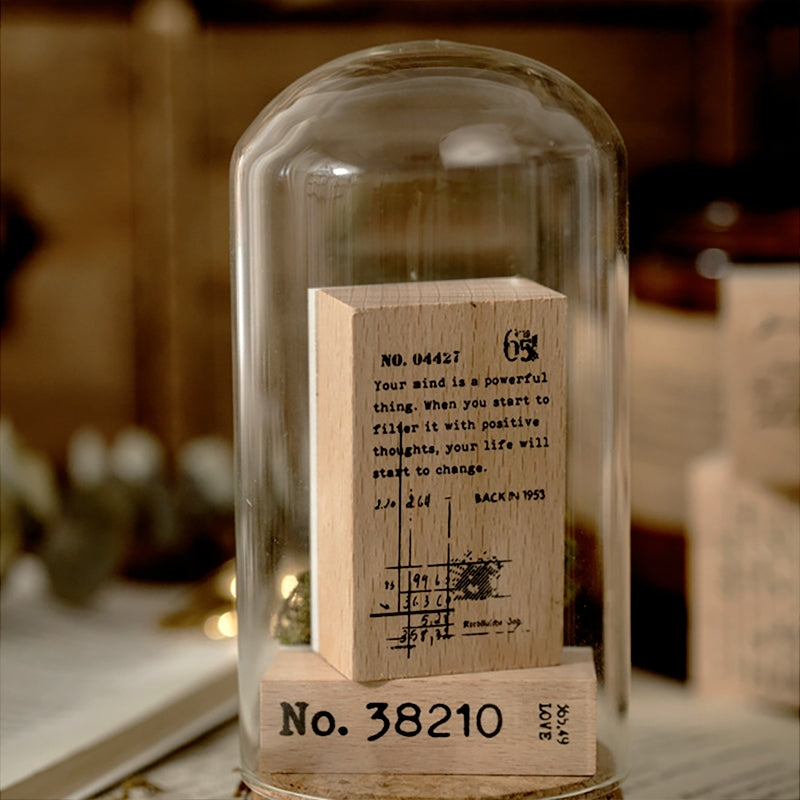 NO. 04427
65
Your mind is a powerful
thing. When you start to
filter it with positive
thoughts, your life will
start to change.
264 BACK IN 1953
No. 38210
LOVE